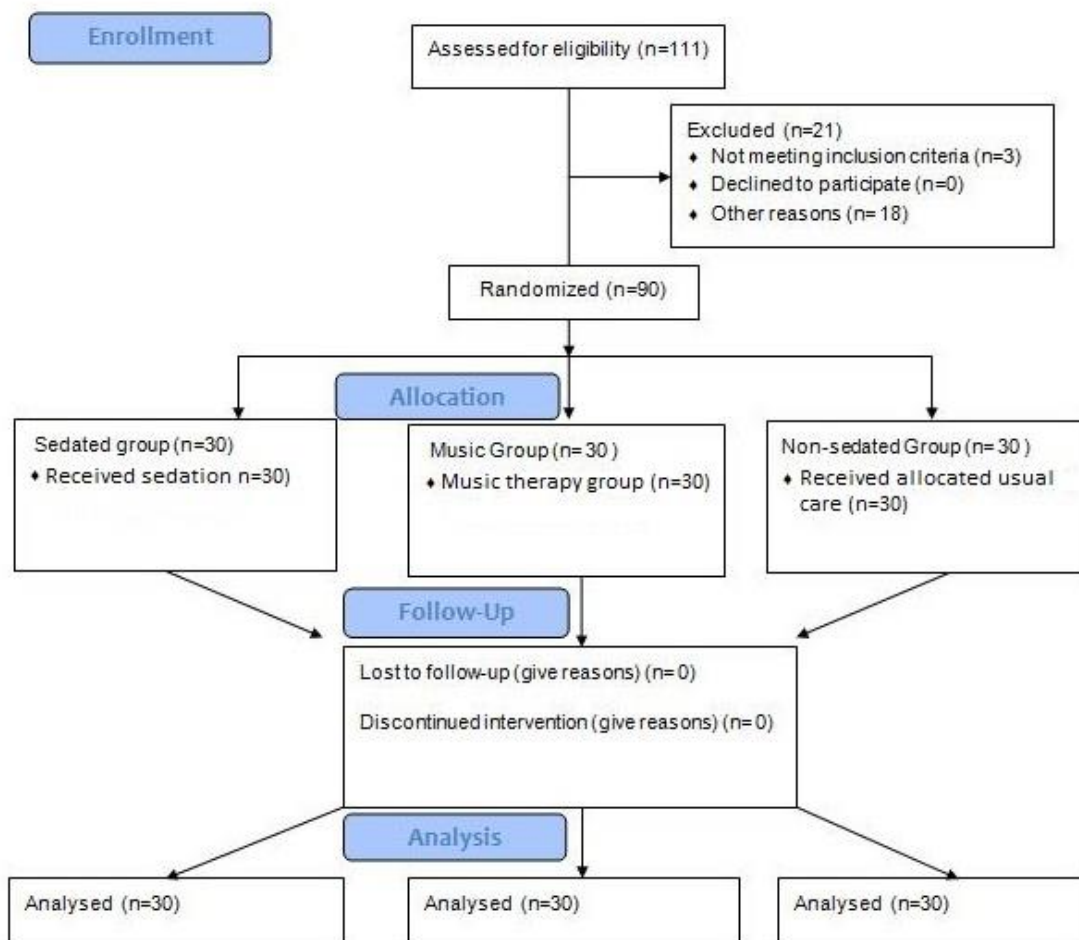 Enrollment
Assessed for eligibility (n=111)
Excluded (n=21)
♦ Not meeting inclusion criteria (n=3)
♦ Declined to participate (n=0)
♦ Other reasons (n= 18)
Randomized (n=90)
Allocation
Sedated group (n=30)
♦ Received sedation n=30)
Music Group (n= 30 )
♦ Music therapy group (n=30)
Non-sedated Group (n= 30 )
♦ Received allocated usual
care (n=30)
Follow-Up
Lost to follow-up (give reasons) (n= 0)
Discontinued intervention (give reasons) (n= 0)
Analysis
Analysed (n=30)
Analysed (n=30)
Analysed (n=30)